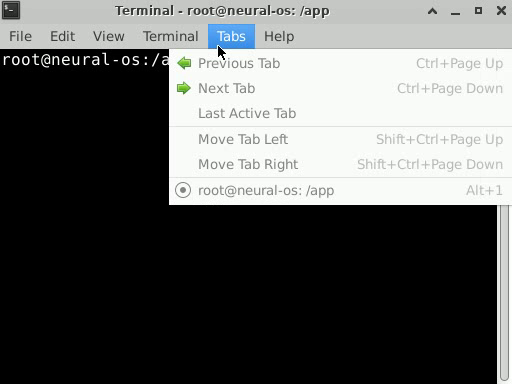 Terminal - root@neural-os: /app
File Edit View Terminal Tabs Help
root@neural-os:/a
Previous Tab Ctrl+Page Up
Next Tab Ctrl+Page Down
Last Active Tab
Move Tab Left Shift+Ctrl+Page Up
Move Tab Right Shift+Ctrl+Page Down
root@neural-os: /app Alt+1